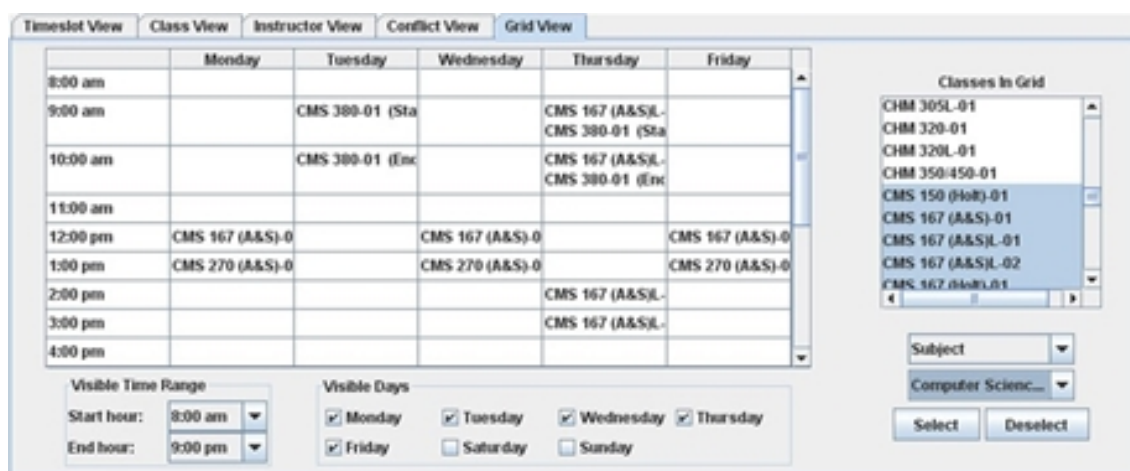 Timeslot View Class View Instructor View Conflict View Grid View
Monday Tuesday Wednesday Thursday Friday
8:00 am
9:00 am CMS 380-01 (Sta CMS 167 (A&S)L-
CMS 380-01 (Sta
10:00 am CMS 380-01 (Enc CMS 167 (A&S)L-
CMS 380-01 (Enc
11:00 am
12:00 pm CMS 167 (A&S)-0 CMS 167 (A&S)-0 CMS 167 (A&S)-0
1:00 pm CMS 270 (A&S)-0 CMS 270 (A&S)-0 CMS 270 (A&S)-0
2:00 pm CMS 167 (A&S)L-
3:00 pm CMS 167 (A&S)L-
4:00 pm
Classes In Grid
CHM 305L-01
CHM 320-01
CHM 320L-01
CHM 350/450-01
CMS 150 (Holt)-01
CMS 167 (A&S)-01
CMS 167 (A&S)L-01
CMS 167 (A&S)L-02
CMS 167 (Holt)-01
Subject
Computer Scienc...
Select Deselect
Visible Time Range
Start hour: 8:00 am
End hour: 9:00 pm
Visible Days
Monday Tuesday Wednesday Thursday
Friday Saturday Sunday